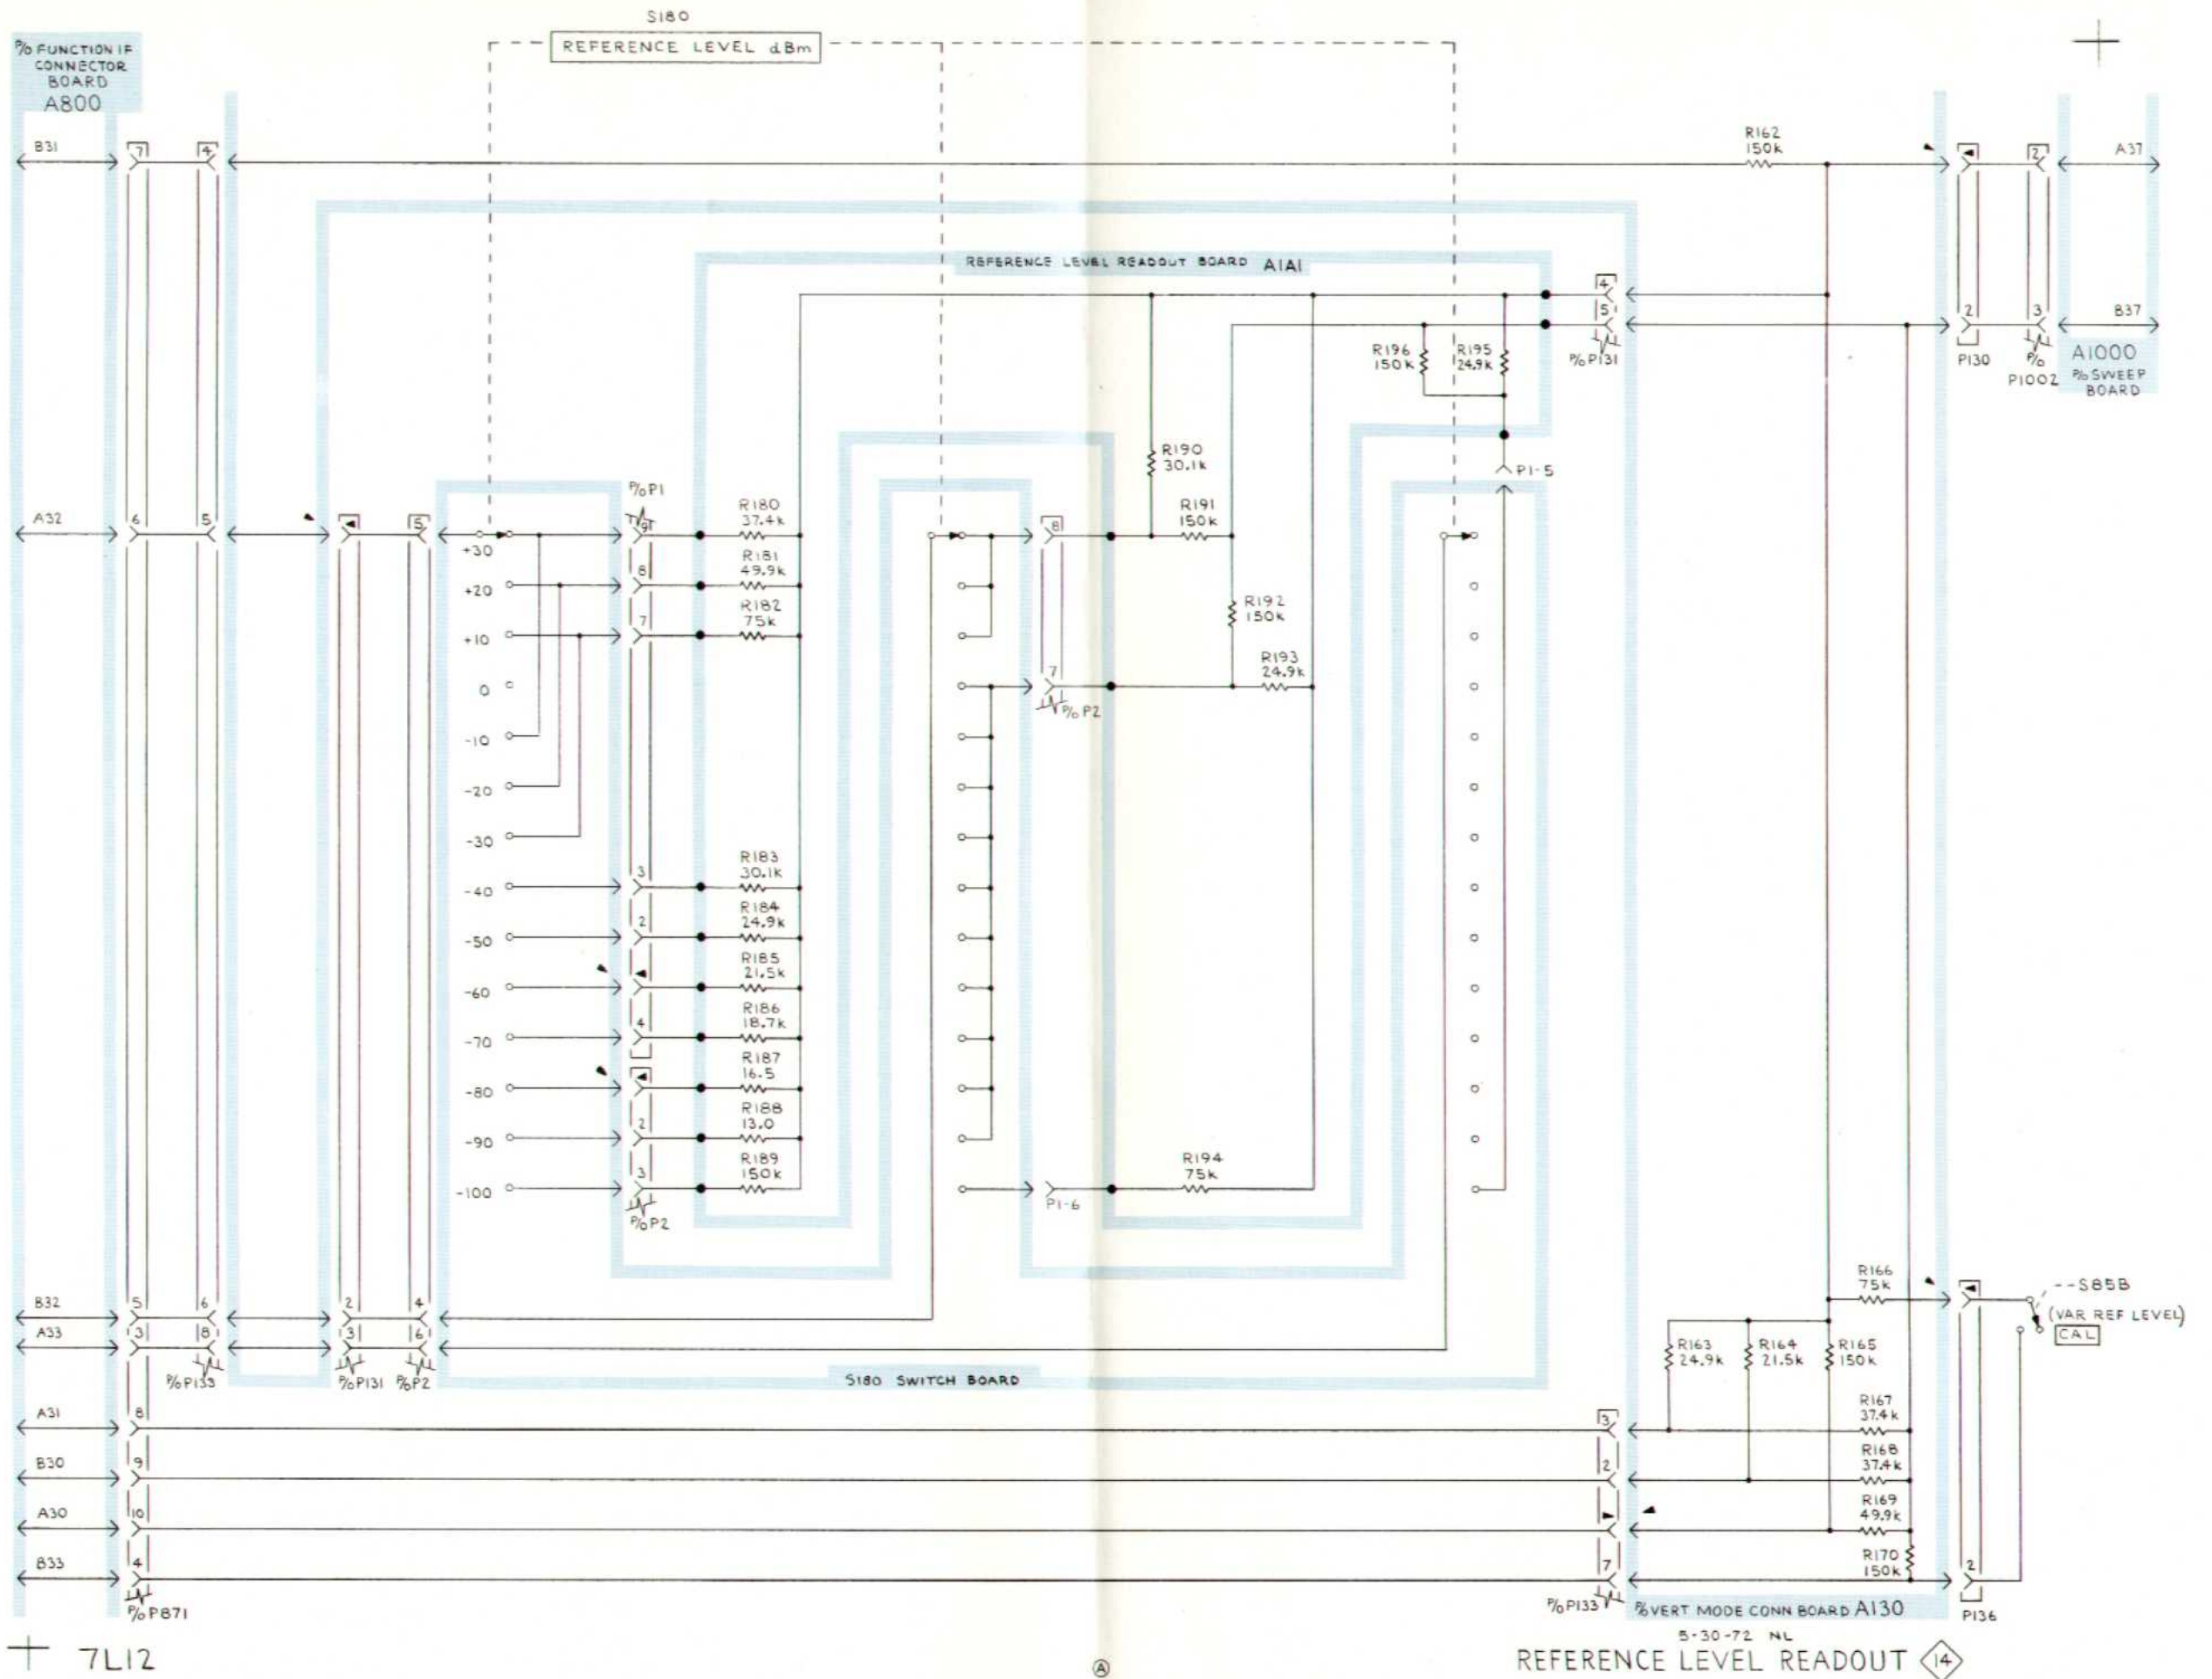 S180
REFERENCE LEVEL dBm
P/O FUNCTION IF
CONNECTOR
BOARD
A800
B31
7
4
R162
150k
2
A37
REFERENCE LEVEL READOUT BOARD A1A1
4
5
2
3
B37
R196
150k
R195
24.9k
P/O P131
P130
P/O
P1002
A1000
P/O SWEEP
BOARD
R190
30.1k
P1-5
P/O P1
A32
6
5
5
+30
9
R180
37.4k
8
R191
150k
+20
8
R181
49.9k
+10
7
R182
75k
R192
150k
0
7
R193
24.9k
P/O P2
-10
-20
-30
-40
3
R183
30.1k
-50
2
R184
24.9k
-60
R185
21.5k
-70
4
R186
18.7k
-80
R187
16.5
-90
2
R188
13.0
-100
3
R189
150k
P/O P2
P1-6
R194
75k
R166
75k
--S85B
(VAR REF LEVEL)
CAL
B32
5
6
2
4
A33
3
8
3
6
P/O P133
P/O P131
P/O P2
R163
24.9k
R164
21.5k
R165
150k
S180 SWITCH BOARD
A31
8
3
R167
37.4k
B30
9
2
R168
37.4k
A30
10
R169
49.9k
B33
4
7
R170
150k
2
P/O P871
P/O P133
P/O VERT MODE CONN BOARD A130
P136
5-30-72 NL
7L12
A
REFERENCE LEVEL READOUT 14